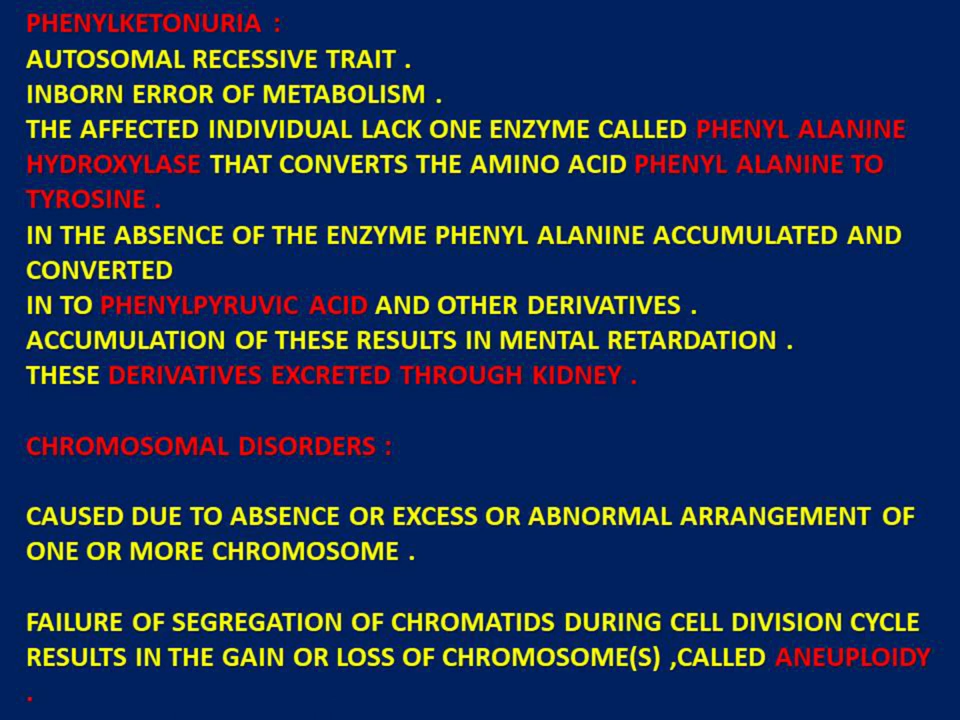 PHENYLKETONURIA :
AUTOSOMAL RECESSIVE TRAIT .
INBORN ERROR OF METABOLISM .
THE AFFECTED INDIVIDUAL LACK ONE ENZYME CALLED PHENYL ALANINE
HYDROXYLASE THAT CONVERTS THE AMINO ACID PHENYL ALANINE TO
TYROSINE .
IN THE ABSENCE OF THE ENZYME PHENYL ALANINE ACCUMULATED AND
CONVERTED
IN TO PHENYLPYRUVIC ACID AND OTHER DERIVATIVES .
ACCUMULATION OF THESE RESULTS IN MENTAL RETARDATION .
THESE DERIVATIVES EXCRETED THROUGH KIDNEY .
CHROMOSOMAL DISORDERS :
CAUSED DUE TO ABSENCE OR EXCESS OR ABNORMAL ARRANGEMENT OF
ONE OR MORE CHROMOSOME .
FAILURE OF SEGREGATION OF CHROMATIDS DURING CELL DIVISION CYCLE
RESULTS IN THE GAIN OR LOSS OF CHROMOSOME(S) ,CALLED ANEUPLOIDY
.